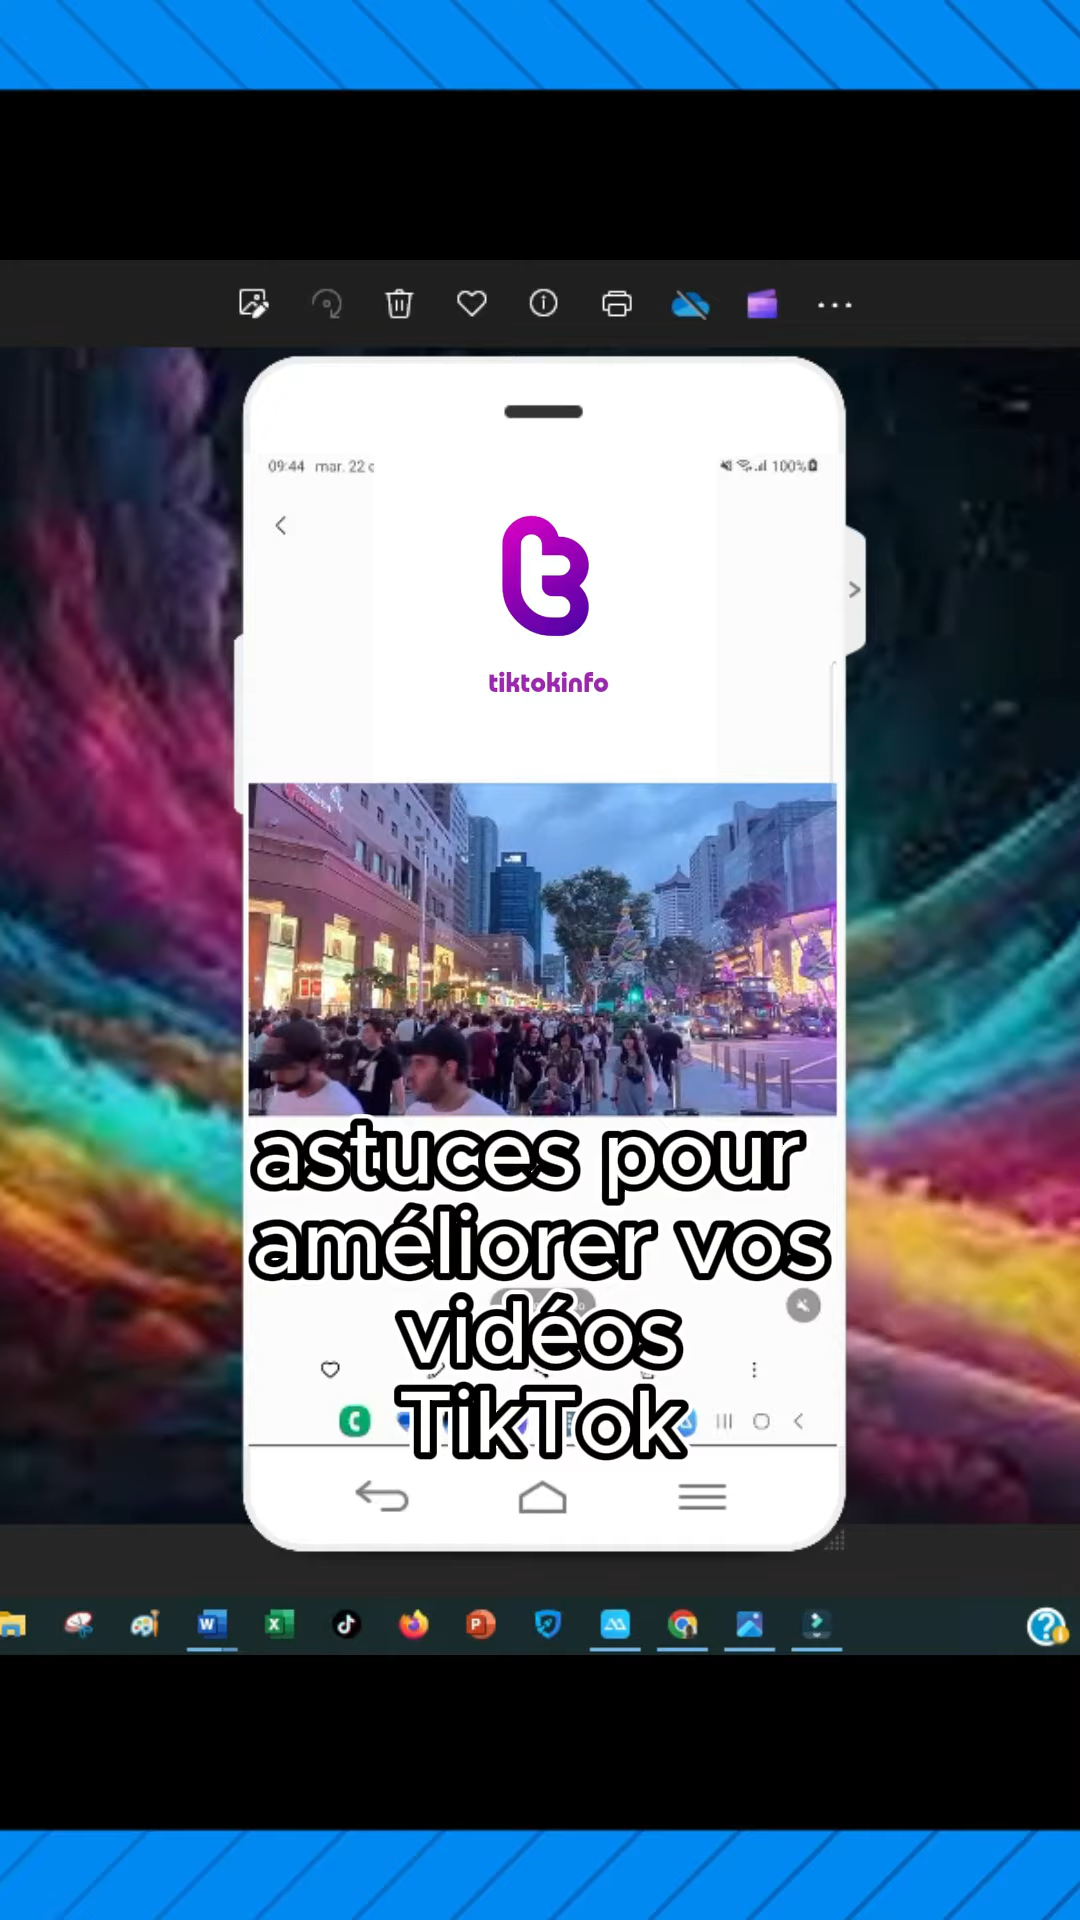 09:44 mar. 22
100%
tiktokinfo
astuces pour
améliorer vos
vidéos
TikTok